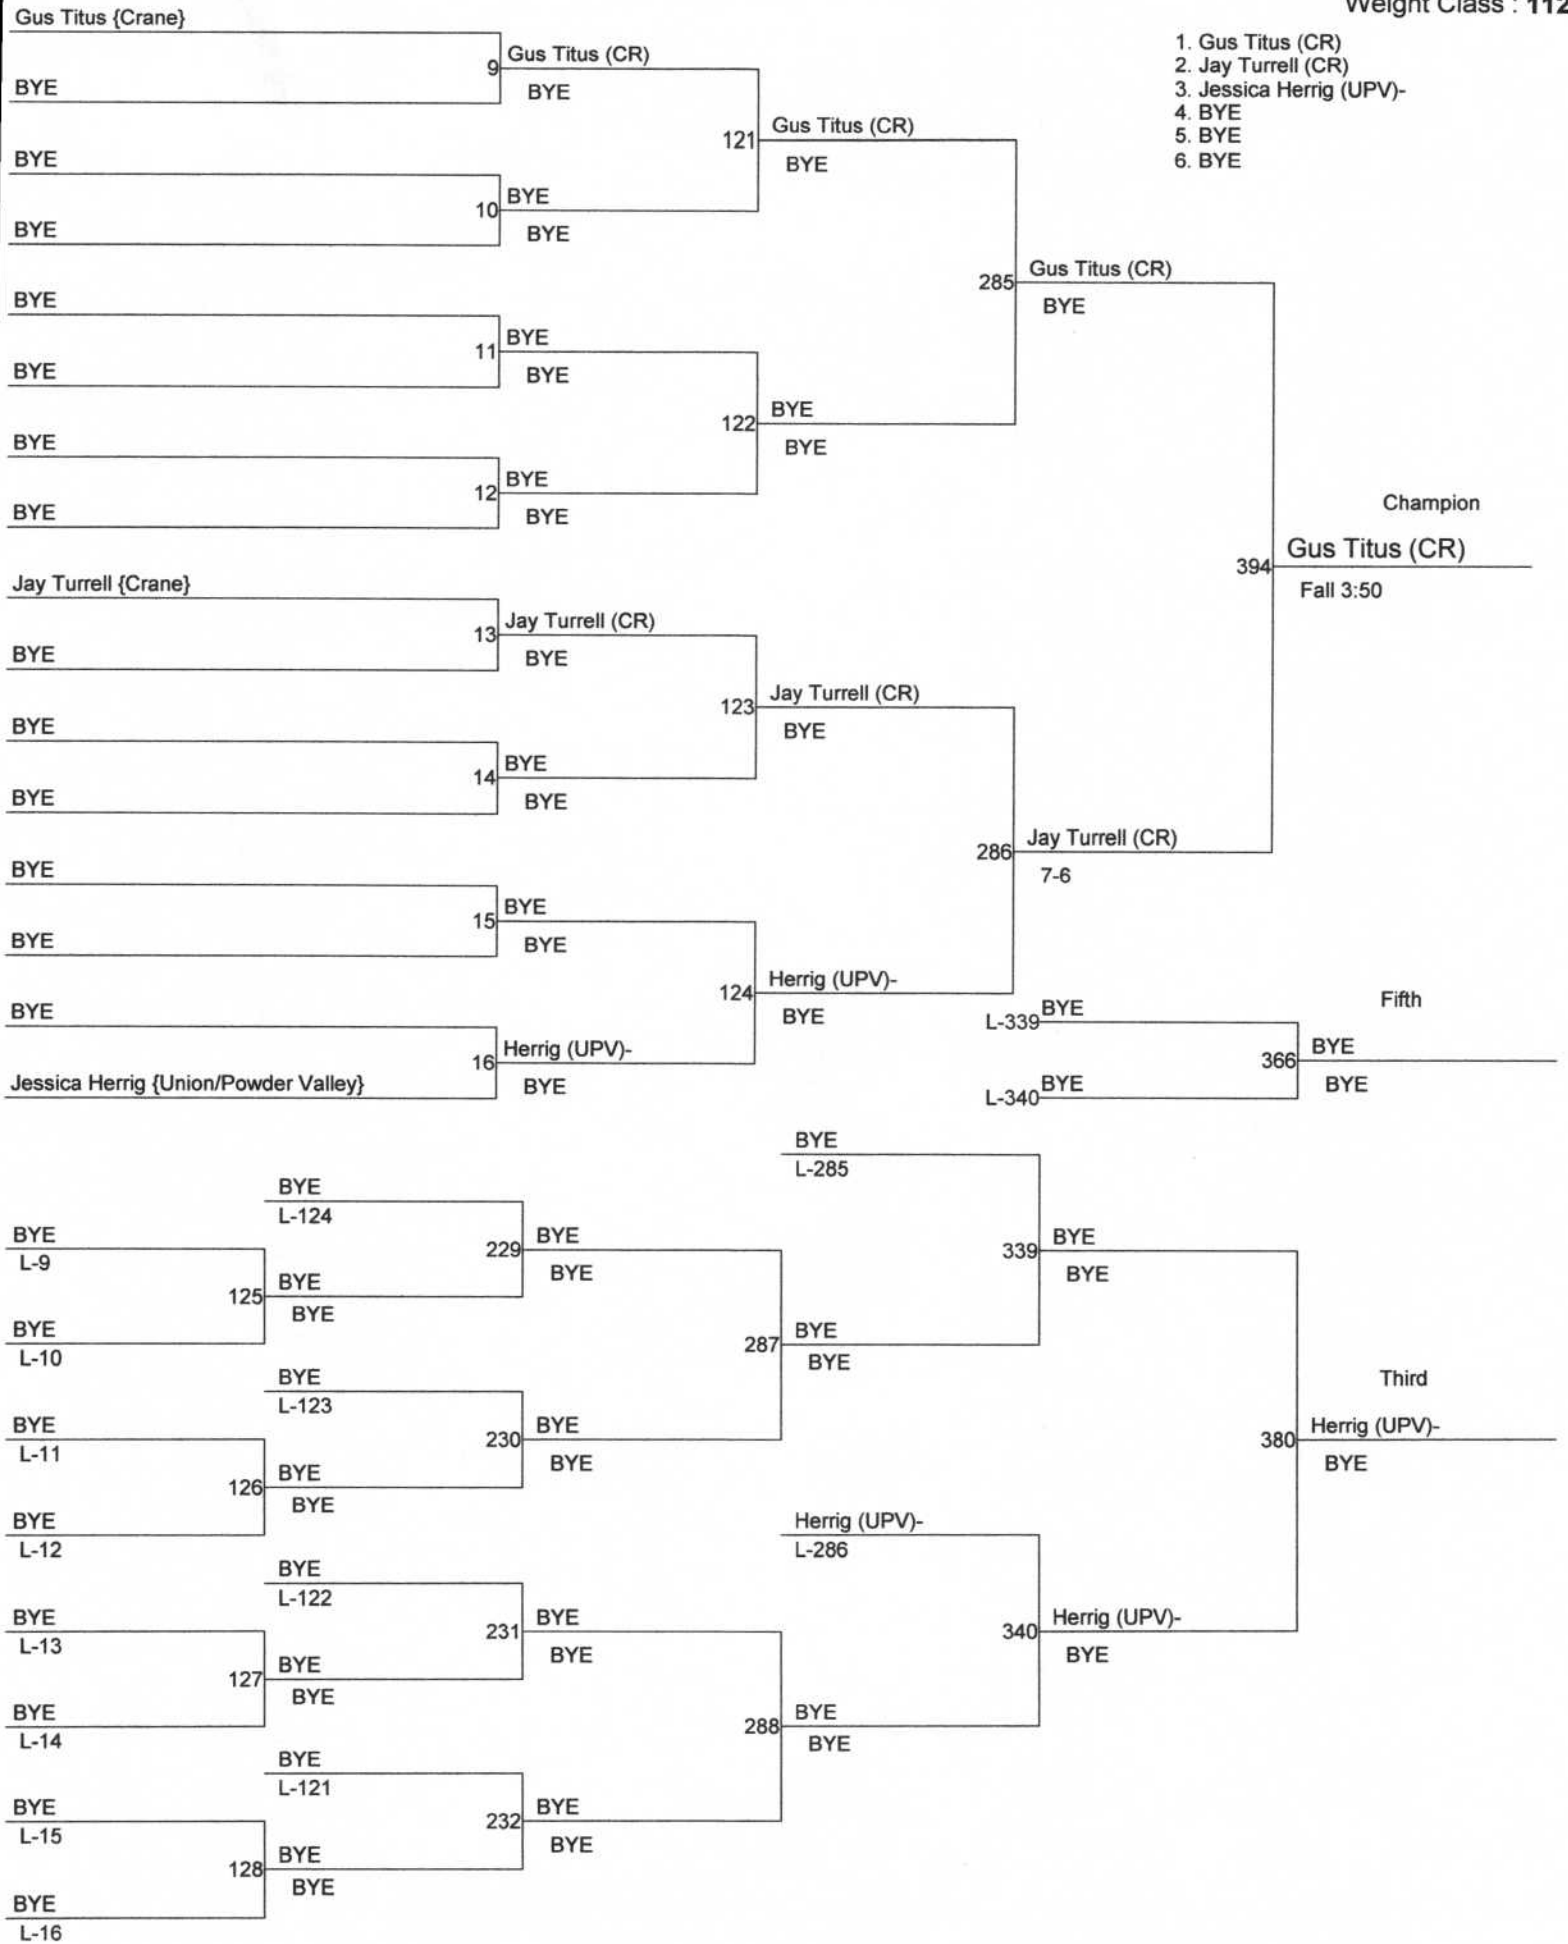 Weight Class : 112
1. Gus Titus (CR)
2. Jay Turrell (CR)
3. Jessica Herrig (UPV)-
4. BYE
5. BYE
6. BYE
Gus Titus {Crane}
9 Gus Titus (CR)
BYE
BYE
121 Gus Titus (CR)
BYE
BYE
10 BYE
BYE
BYE
285 Gus Titus (CR)
BYE
BYE
11 BYE
BYE
BYE
122 BYE
BYE
BYE
12 BYE
BYE
BYE
Champion
394 Gus Titus (CR)
Fall 3:50
Jay Turrell {Crane}
13 Jay Turrell (CR)
BYE
BYE
123 Jay Turrell (CR)
BYE
BYE
14 BYE
BYE
BYE
286 Jay Turrell (CR)
7-6
BYE
15 BYE
BYE
BYE
124 Herrig (UPV)-
BYE
BYE
16 Herrig (UPV)-
BYE
Jessica Herrig {Union/Powder Valley}
Fifth
BYE
L-339
366 BYE
BYE
BYE
L-340
BYE
L-285
BYE
L-124
229 BYE
BYE
BYE
L-9
125 BYE
BYE
BYE
L-10
339 BYE
BYE
287 BYE
BYE
BYE
L-123
230 BYE
BYE
BYE
L-11
126 BYE
BYE
BYE
L-12
Third
380 Herrig (UPV)-
BYE
Herrig (UPV)-
L-286
BYE
L-122
231 BYE
BYE
BYE
L-13
127 BYE
BYE
BYE
L-14
340 Herrig (UPV)-
BYE
288 BYE
BYE
BYE
L-121
232 BYE
BYE
BYE
L-15
128 BYE
BYE
BYE
L-16